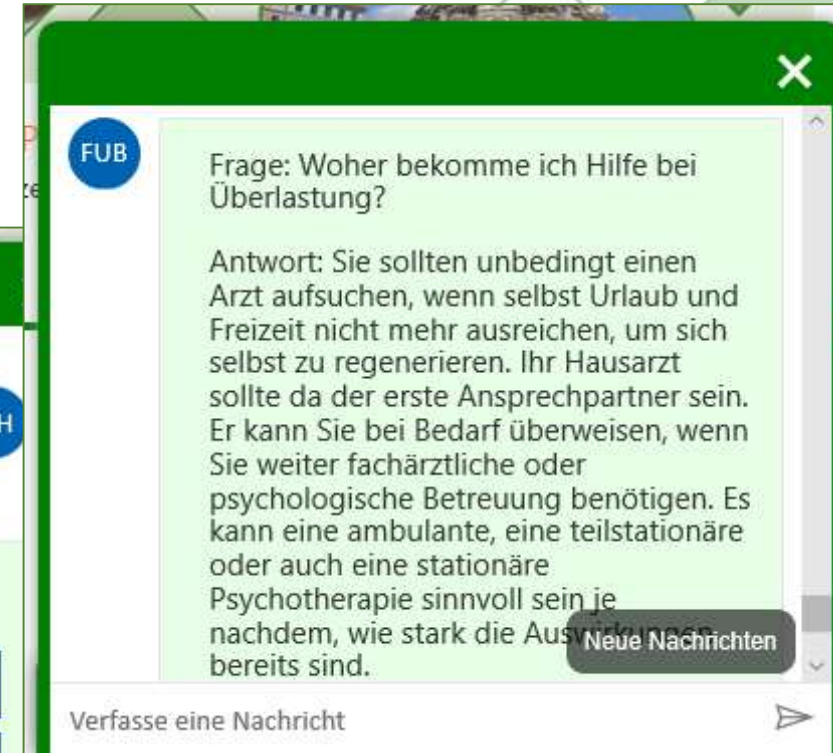 FUB
Frage: Woher bekomme ich Hilfe bei
Überlastung?
Antwort: Sie sollten unbedingt einen
Arzt aufsuchen, wenn selbst Urlaub und
Freizeit nicht mehr ausreichen, um sich
selbst zu regenerieren. Ihr Hausarzt
sollte da der erste Ansprechpartner sein.
Er kann Sie bei Bedarf überweisen, wenn
Sie weiter fachärztliche oder
psychologische Betreuung benötigen. Es
kann eine ambulante, eine teilstationäre
oder auch eine stationäre
Psychotherapie sinnvoll sein je
nachdem, wie stark die Auswirkungen
bereits sind.
Neue Nachrichten
Verfasse eine Nachricht